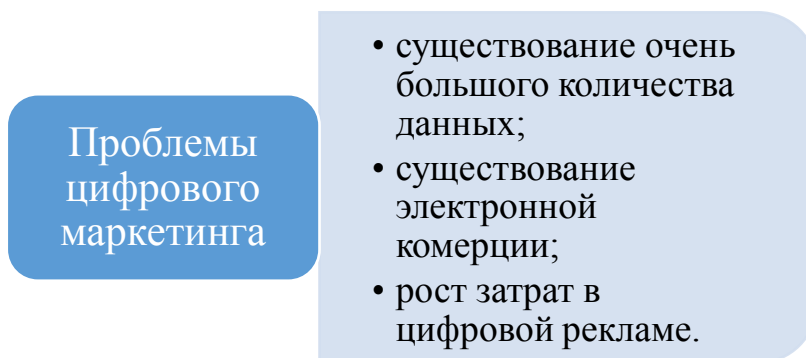 Проблемы
цифрового
маркетинга
• существование очень
большого количества
данных;
• существование
электронной
комерции;
• рост затрат в
цифровой рекламе.